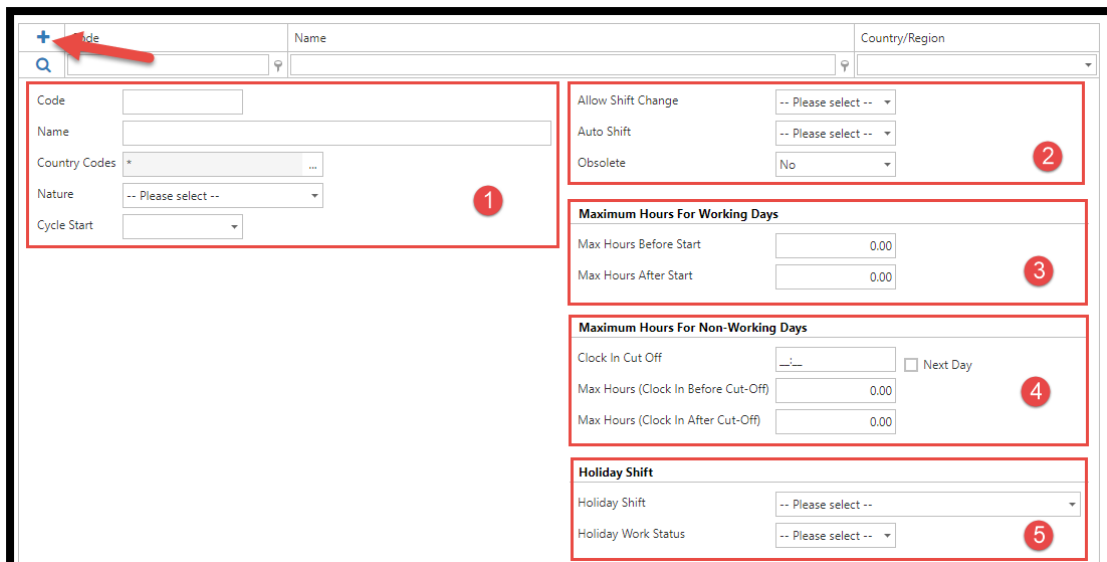 Code Name Country/Region
Code
Name
Country Codes * ...
Nature -- Please select --
Cycle Start
1
Allow Shift Change -- Please select --
Auto Shift -- Please select --
Obsolete No
2
Maximum Hours For Working Days
Max Hours Before Start 0.00
Max Hours After Start 0.00
3
Maximum Hours For Non-Working Days
Clock In Cut Off __:__ Next Day
Max Hours (Clock In Before Cut-Off) 0.00
Max Hours (Clock In After Cut-Off) 0.00
4
Holiday Shift
Holiday Shift -- Please select --
Holiday Work Status -- Please select --
5